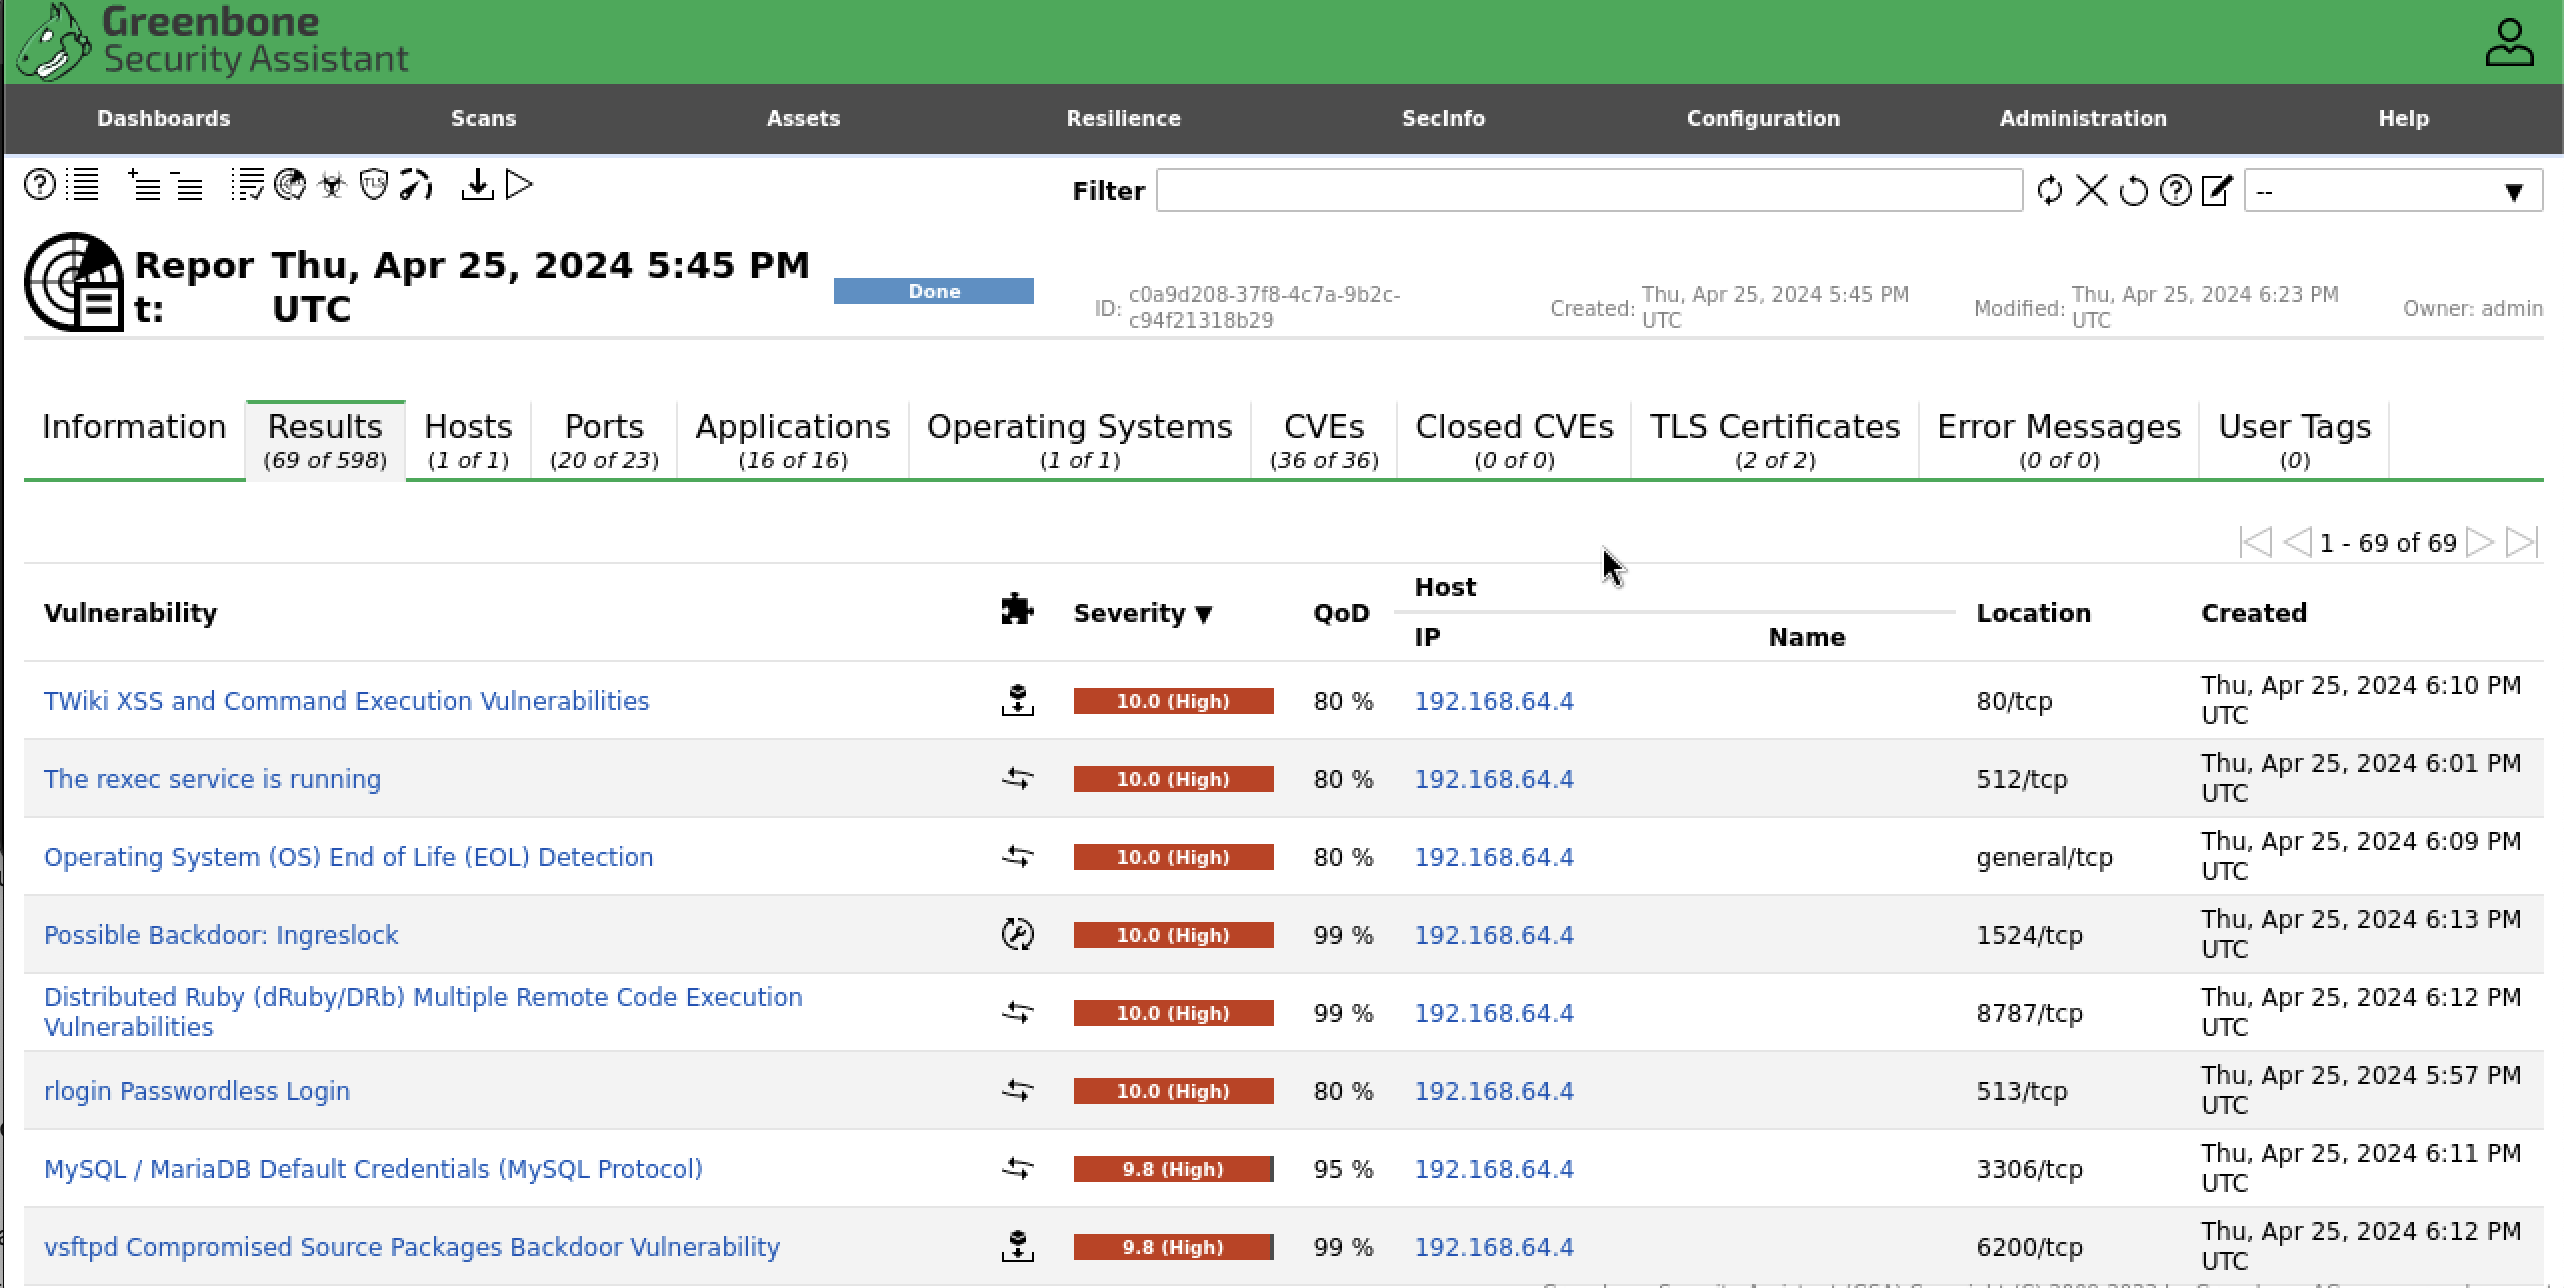 Greenbone
Security Assistant
Dashboards Scans Assets Resilience SecInfo Configuration Administration Help
TLS
Filter
--
Repor
t:
Thu, Apr 25, 2024 5:45 PM
UTC
Done
ID: c0a9d208-37f8-4c7a-9b2c-
c94f21318b29
Created: Thu, Apr 25, 2024 5:45 PM
UTC
Modified: Thu, Apr 25, 2024 6:23 PM
UTC
Owner: admin
Information
Results
(69 of 598)
Hosts
(1 of 1)
Ports
(20 of 23)
Applications
(16 of 16)
Operating Systems
(1 of 1)
CVEs
(36 of 36)
Closed CVEs
(0 of 0)
TLS Certificates
(2 of 2)
Error Messages
(0 of 0)
User Tags
(0)
1 - 69 of 69
Vulnerability Severity ▼ QoD Host Location Created
IP Name
TWiki XSS and Command Execution Vulnerabilities 10.0 (High) 80 % 192.168.64.4 80/tcp Thu, Apr 25, 2024 6:10 PM
UTC
The rexec service is running 10.0 (High) 80 % 192.168.64.4 512/tcp Thu, Apr 25, 2024 6:01 PM
UTC
Operating System (OS) End of Life (EOL) Detection 10.0 (High) 80 % 192.168.64.4 general/tcp Thu, Apr 25, 2024 6:09 PM
UTC
Possible Backdoor: Ingreslock 10.0 (High) 99 % 192.168.64.4 1524/tcp Thu, Apr 25, 2024 6:13 PM
UTC
Distributed Ruby (dRuby/DRb) Multiple Remote Code Execution
Vulnerabilities 10.0 (High) 99 % 192.168.64.4 8787/tcp Thu, Apr 25, 2024 6:12 PM
UTC
rlogin Passwordless Login 10.0 (High) 80 % 192.168.64.4 513/tcp Thu, Apr 25, 2024 5:57 PM
UTC
MySQL / MariaDB Default Credentials (MySQL Protocol) 9.8 (High) 95 % 192.168.64.4 3306/tcp Thu, Apr 25, 2024 6:11 PM
UTC
vsftpd Compromised Source Packages Backdoor Vulnerability 9.8 (High) 99 % 192.168.64.4 6200/tcp Thu, Apr 25, 2024 6:12 PM
UTC